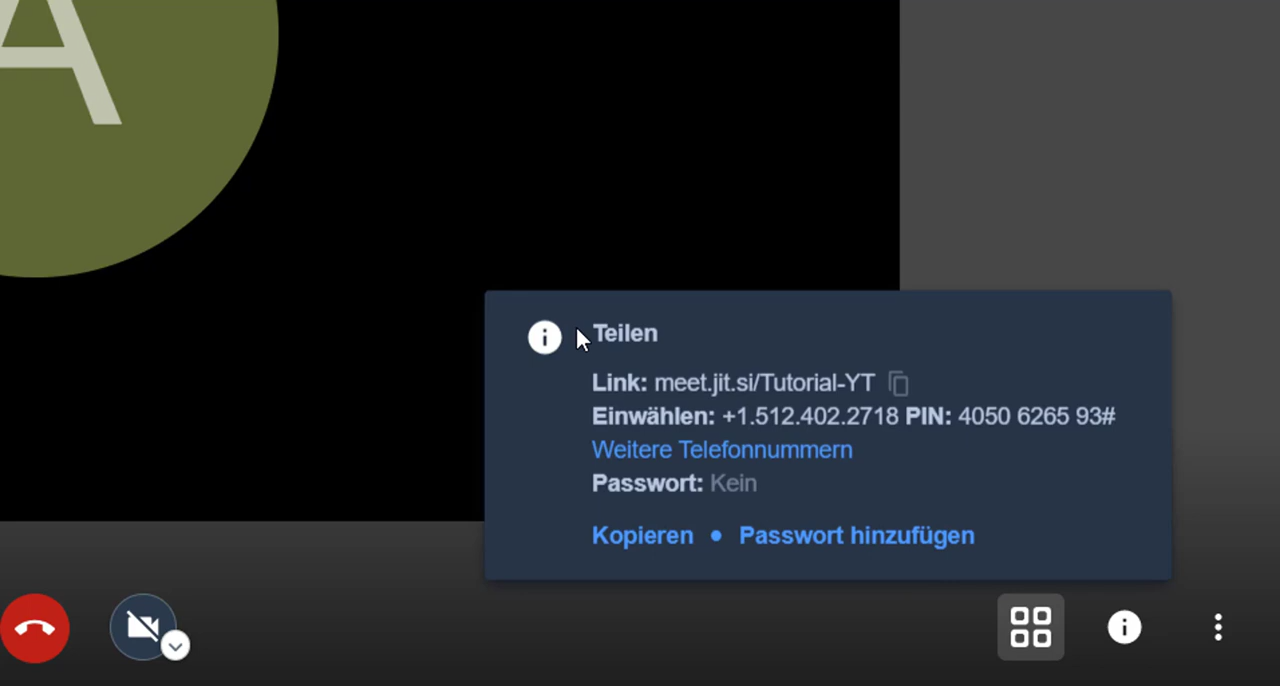 A
Teilen
Link: meet.jit.si/Tutorial-YT
Einwählen: +1.512.402.2718 PIN: 4050 6265 93#
Weitere Telefonnummern
Passwort: Kein
Kopieren • Passwort hinzufügen